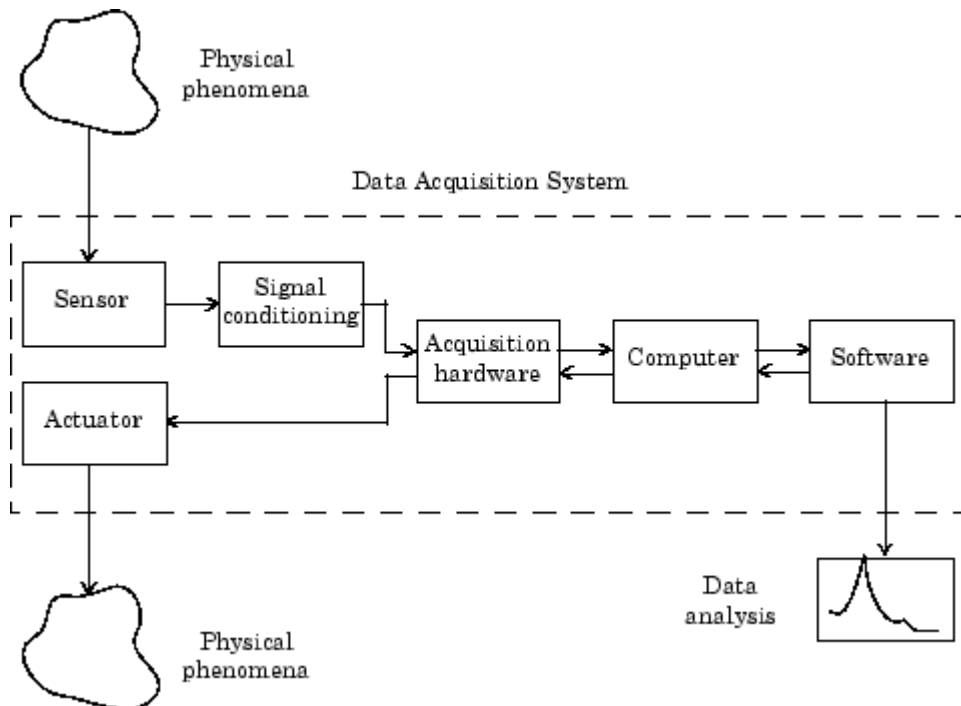 Physical
phenomena
Data Acquisition System
Sensor
Signal
conditioning
Acquisition
hardware
Computer
Software
Actuator
Data
analysis
Physical
phenomena